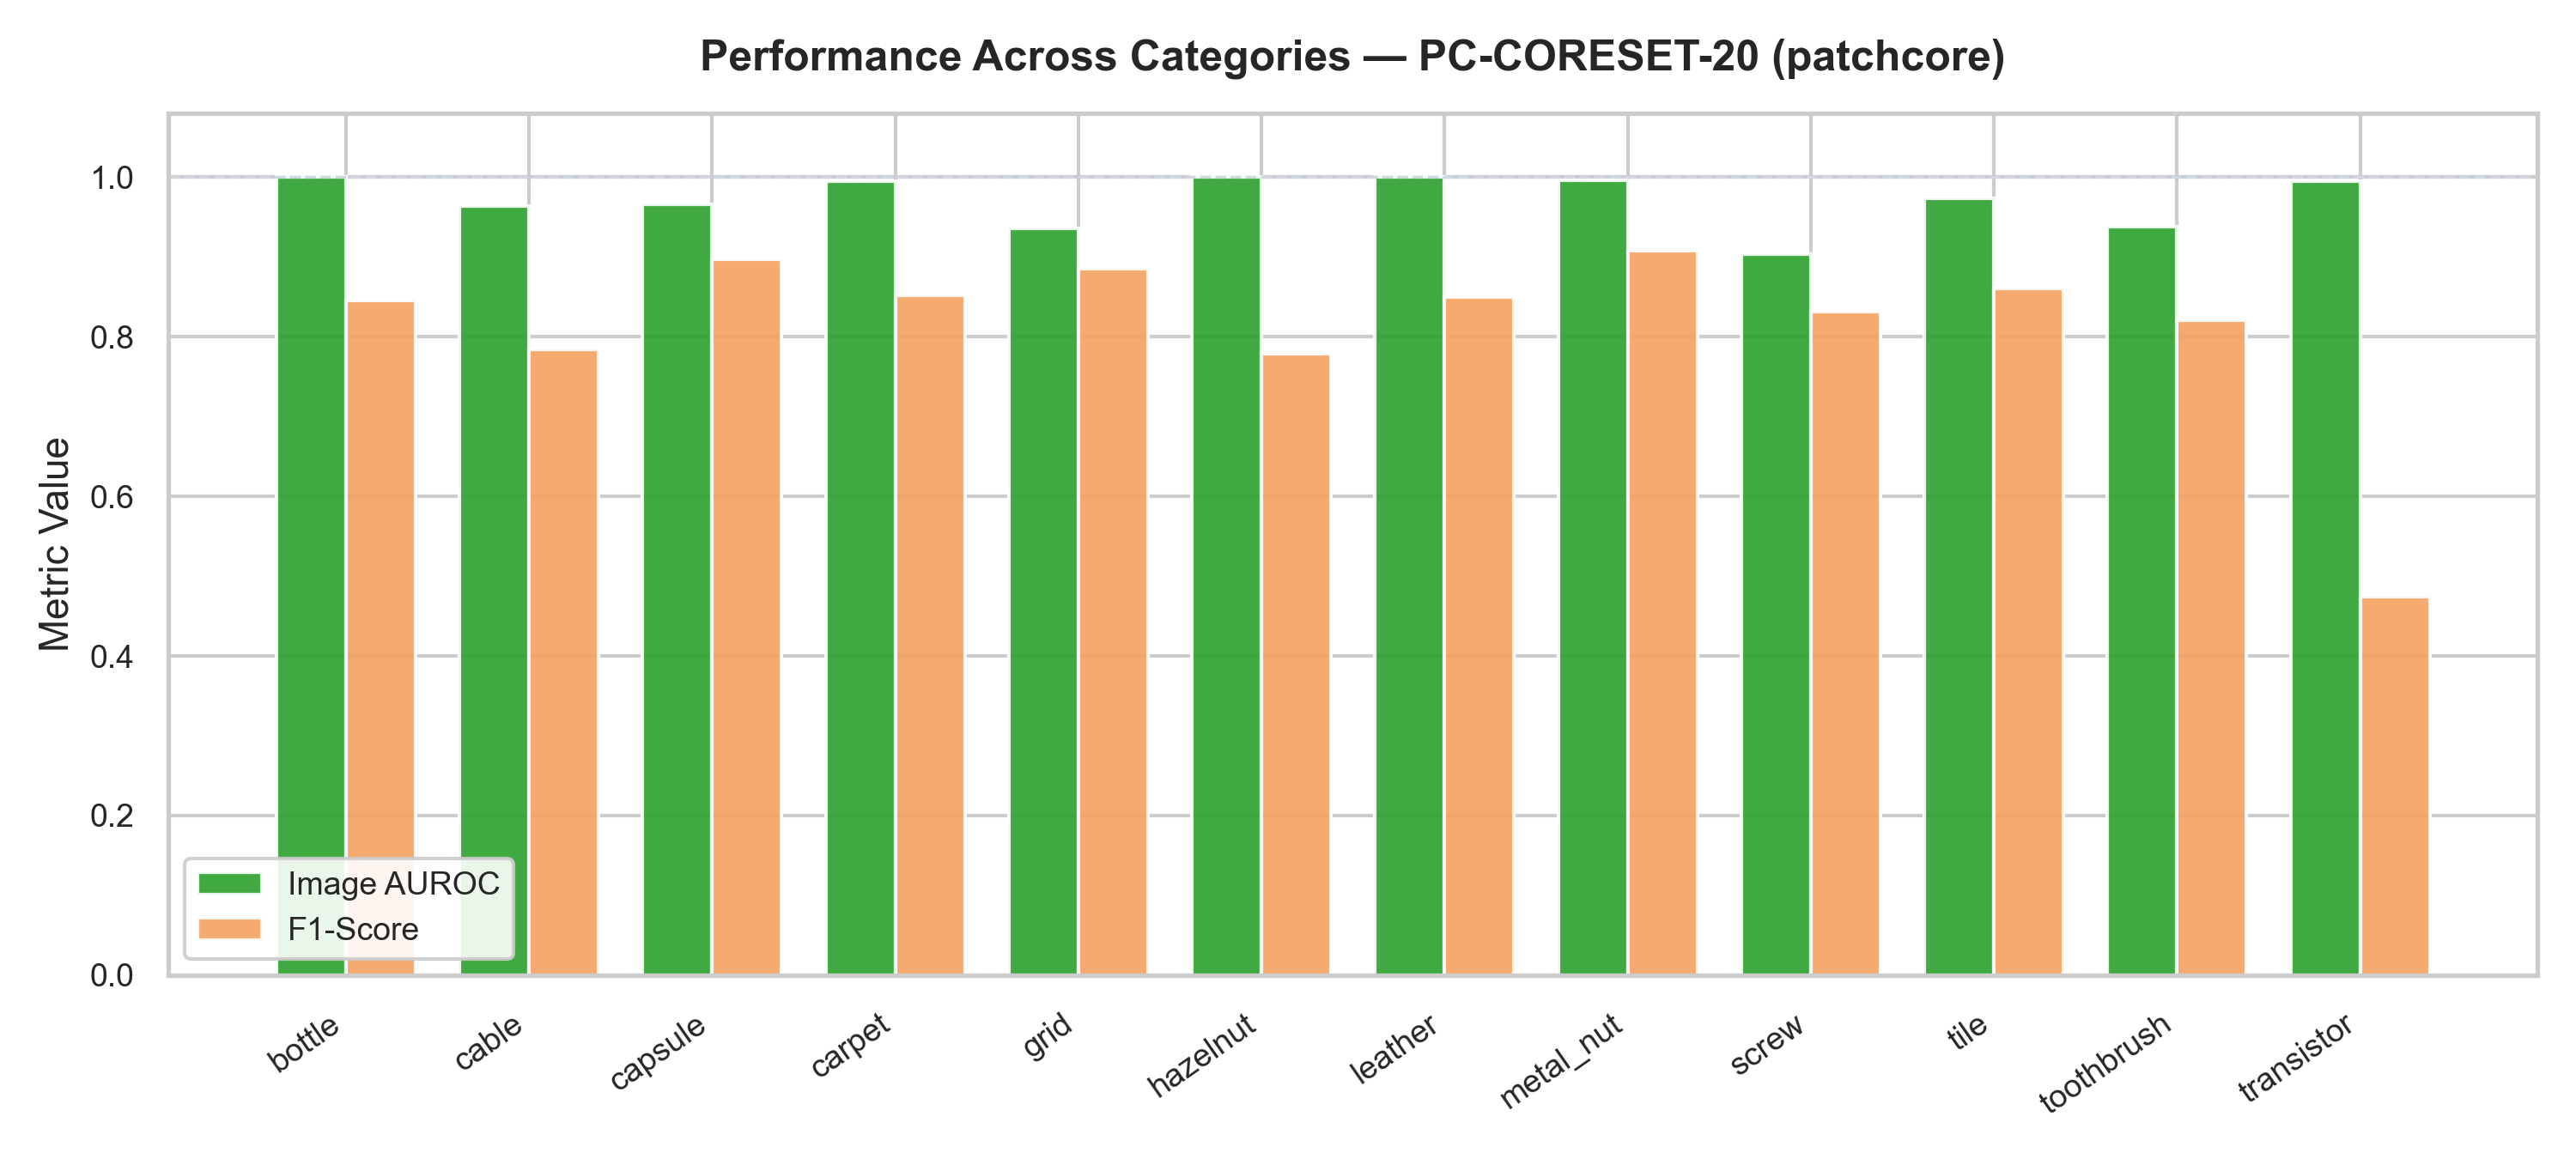 Performance Across Categories — PC-CORESET-20 (patchcore)
Metric Value
1.0
0.8
0.6
0.4
0.2
0.0
Image AUROC
F1-Score
bottle
cable
capsule
carpet
grid
hazelnut
leather
metal_nut
screw
tile
toothbrush
transistor